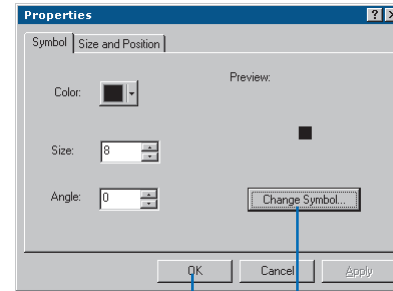 Properties
Symbol Size and Position
Preview:
Color:
Size: 8
Angle: 0
Change Symbol...
OK Cancel Apply